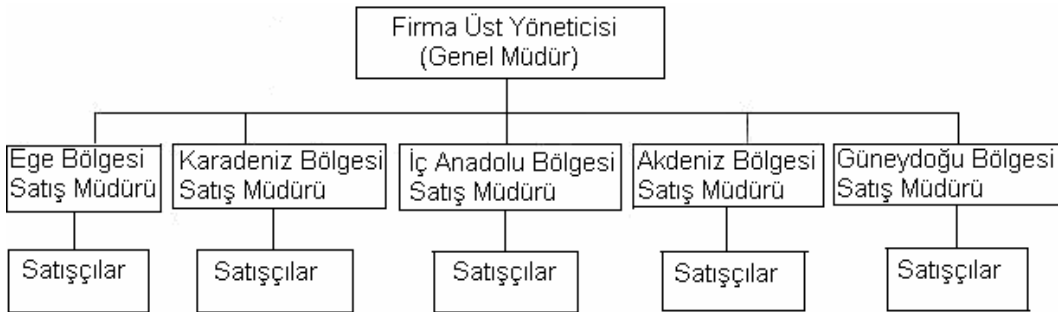 Firma Üst Yöneticisi
(Genel Müdür)
Ege Bölgesi
Satış Müdürü
Karadeniz Bölgesi
Satış Müdürü
İç Anadolu Bölgesi
Satış Müdürü
Akdeniz Bölgesi
Satış Müdürü
Güneydoğu Bölgesi
Satış Müdürü
Satışçılar
Satışçılar
Satışçılar
Satışçılar
Satışçılar